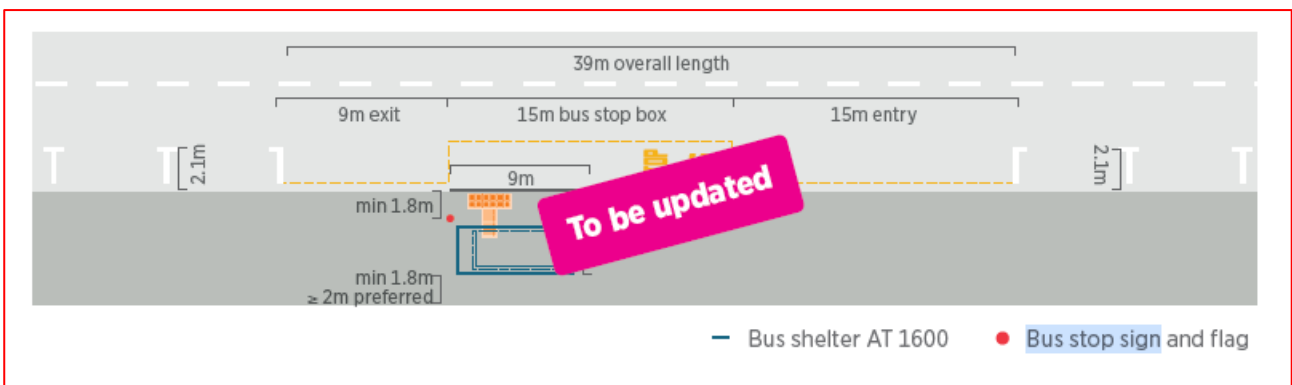 39m overall length
9m exit
15m bus stop box
15m entry
2.1m
2.1m
9m
To be updated
min 1.8m
min 1.8m
≥ 2m preferred
Bus shelter AT 1600
Bus stop sign and flag